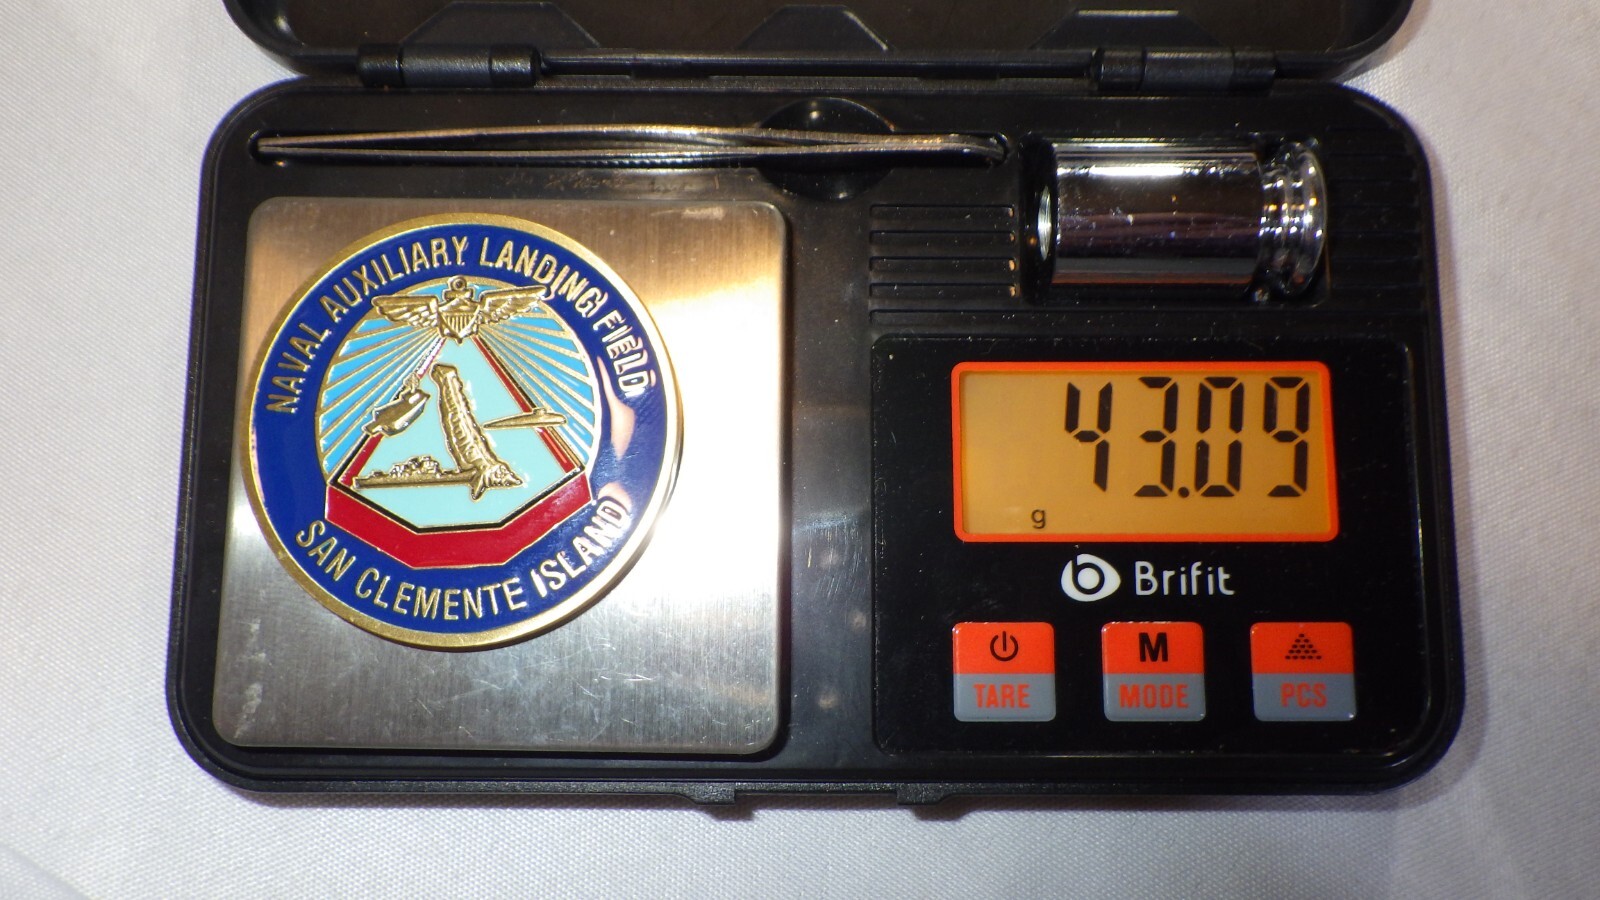 NAVAL AUXILIARY LANDING FIELD
SAN CLEMENTE ISLAND
43.09
g
Brifit
TARE
M
MODE
PCS